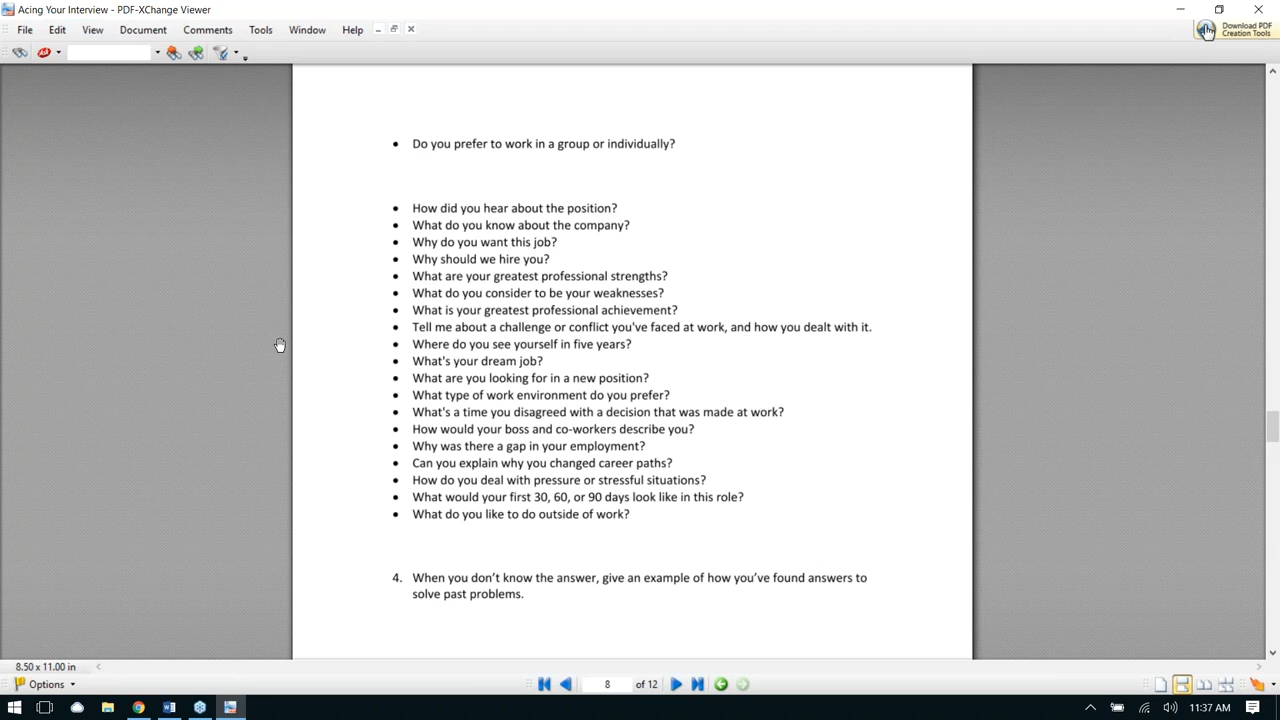 Acing Your Interview - PDF-XChange Viewer
File Edit View Document Comments Tools Window Help
Download PDF
Creation Tools
• Do you prefer to work in a group or individually?
• How did you hear about the position?
• What do you know about the company?
• Why do you want this job?
• Why should we hire you?
• What are your greatest professional strengths?
• What do you consider to be your weaknesses?
• What is your greatest professional achievement?
• Tell me about a challenge or conflict you've faced at work, and how you dealt with it.
• Where do you see yourself in five years?
• What's your dream job?
• What are you looking for in a new position?
• What type of work environment do you prefer?
• What's a time you disagreed with a decision that was made at work?
• How would your boss and co-workers describe you?
• Why was there a gap in your employment?
• Can you explain why you changed career paths?
• How do you deal with pressure or stressful situations?
• What would your first 30, 60, or 90 days look like in this role?
• What do you like to do outside of work?
4. When you don’t know the answer, give an example of how you’ve found answers to
solve past problems.
8.50 x 11.00 in
Options 8 of 12
11:37 AM